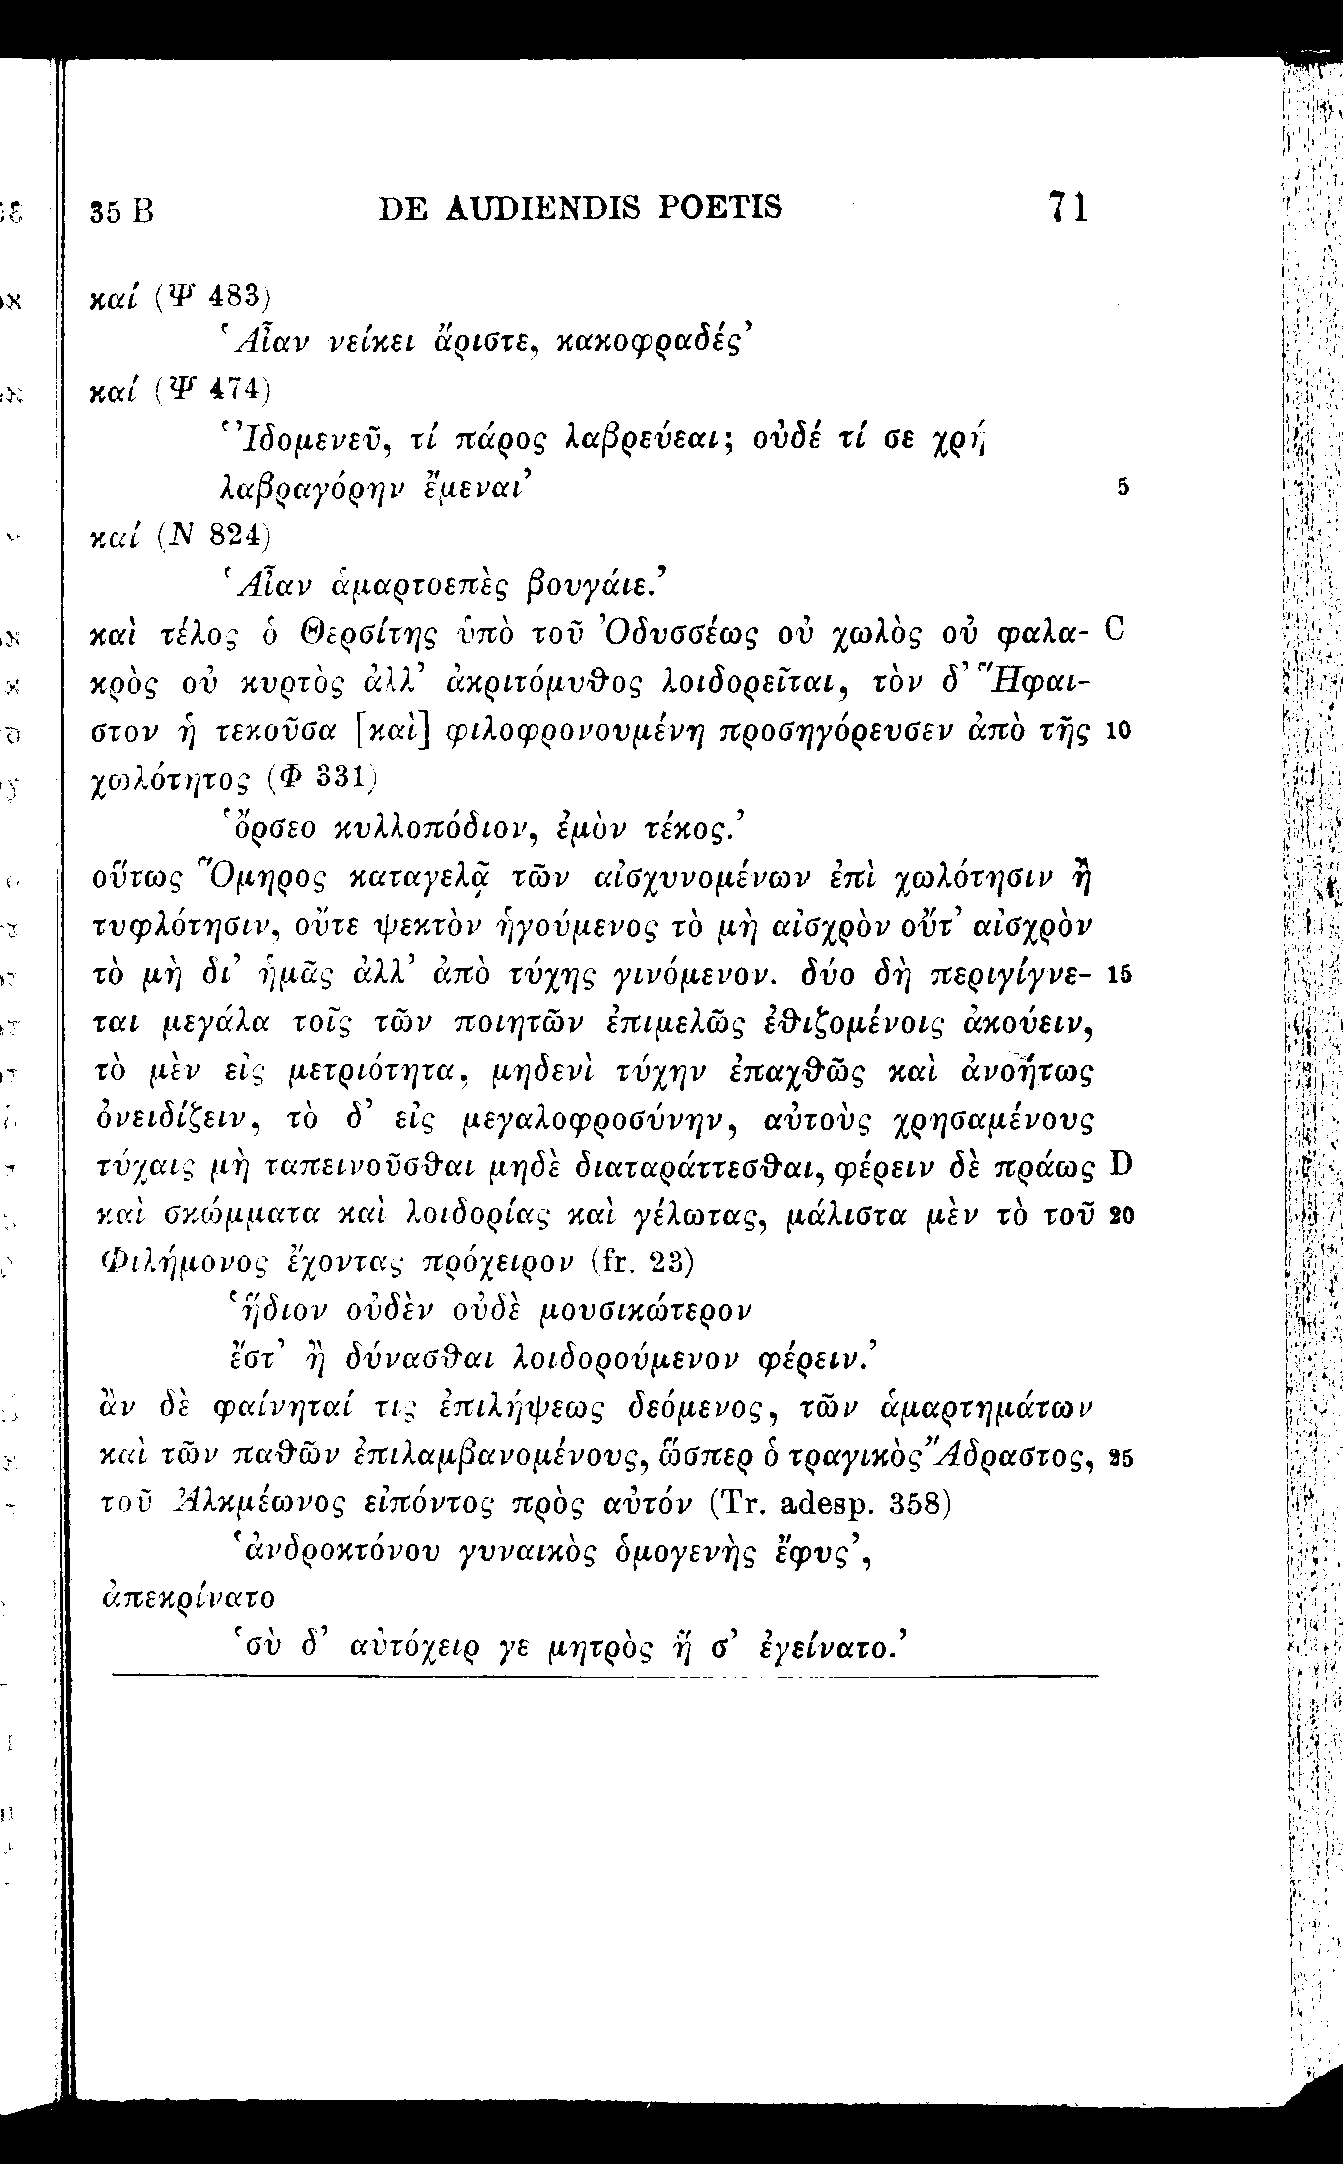 35 B DE AUDIENDIS POETIS 71
καί (Ψ 483)
‘Αἶαν νείκει ἄριστε, κακοφραδές’
καί (Ψ 474)
‘Ἰδομενεῦ, τί πάρος λαβρεύεαι; οὐδέ τί σε χρή
λαβραγόρην ἔμεναι’ 5
καί (Ν 824)
‘Αἶαν ἁμαρτοεπὲς βουγάιε.’
καὶ τέλος ὁ Θερσίτης ὑπὸ τοῦ Ὀδυσσέως οὐ χωλὸς οὐ φαλα- C
κρὸς οὐ κυρτὸς ἀλλ’ ἀκριτόμυθος λοιδορεῖται, τὸν δ’ Ἥφαι-
στον ἡ τεκοῦσα [καὶ] φιλοφρονουμένη προσηγόρευσεν ἀπὸ τῆς 10
χωλότητος (Φ 331)
‘ὄρσεο κυλλοπόδιον, ἐμὸν τέκος.’
οὕτως Ὅμηρος καταγελᾷ τῶν αἰσχυνομένων ἐπὶ χωλότησιν ἢ
τυφλότησιν, οὔτε ψεκτὸν ἡγούμενος τὸ μὴ αἰσχρὸν οὔτ’ αἰσχρὸν
τὸ μὴ δι’ ἡμᾶς ἀλλ’ ἀπὸ τύχης γινόμενον. δύο δὴ περιγίγνε- 15
ται μεγάλα τοῖς τῶν ποιητῶν ἐπιμελῶς ἐθιζομένοις ἀκούειν,
τὸ μὲν εἰς μετριότητα, μηδενὶ τύχην ἐπαχθῶς καὶ ἀνοήτως
ὀνειδίζειν, τὸ δ’ εἰς μεγαλοφροσύνην, αὐτοὺς χρησαμένους
τύχαις μὴ ταπεινοῦσθαι μηδὲ διαταράττεσθαι, φέρειν δὲ πράως D
καὶ σκώμματα καὶ λοιδορίας καὶ γέλωτας, μάλιστα μὲν τὸ τοῦ 20
Φιλήμονος ἔχοντας πρόχειρον (fr. 23)
‘ἥδιον οὐδὲν οὐδὲ μουσικώτερον
ἔστ’ ἢ δύνασθαι λοιδορούμενον φέρειν.’
ἂν δὲ φαίνηταί τις ἐπιλήψεως δεόμενος, τῶν ἁμαρτημάτων
καὶ τῶν παθῶν ἐπιλαμβανομένους, ὥσπερ ὁ τραγικὸς Ἄδραστος, 25
τοῦ Ἀλκμέωνος εἰπόντος πρὸς αὐτόν (Tr. adesp. 358)
‘ἀνδροκτόνου γυναικὸς ὁμογενὴς ἔφυς’,
ἀπεκρίνατο
‘σὺ δ’ αὐτόχειρ γε μητρὸς ἥ σ’ ἐγείνατο.’